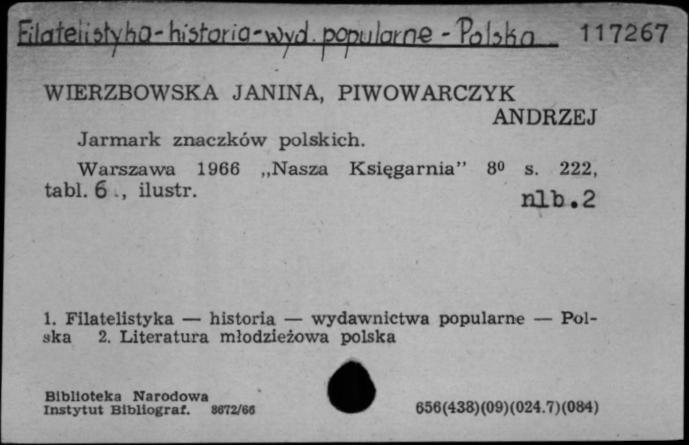 Filatelistyka-historia-wyd. popularne - Polska 117267
WIERZBOWSKA JANINA, PIWOWARCZYK
ANDRZEJ
Jarmark znaczków polskich.
Warszawa 1966 „Nasza Księgarnia” 8⁰ s. 222,
tabl. 6 ., ilustr. nlb.2
1. Filatelistyka — historia — wydawnictwa popularne — Pol-
ska 2. Literatura młodzieżowa polska
Biblioteka Narodowa
Instytut Bibliograf. 8672/66 656(438)(09)(024.7)(084)